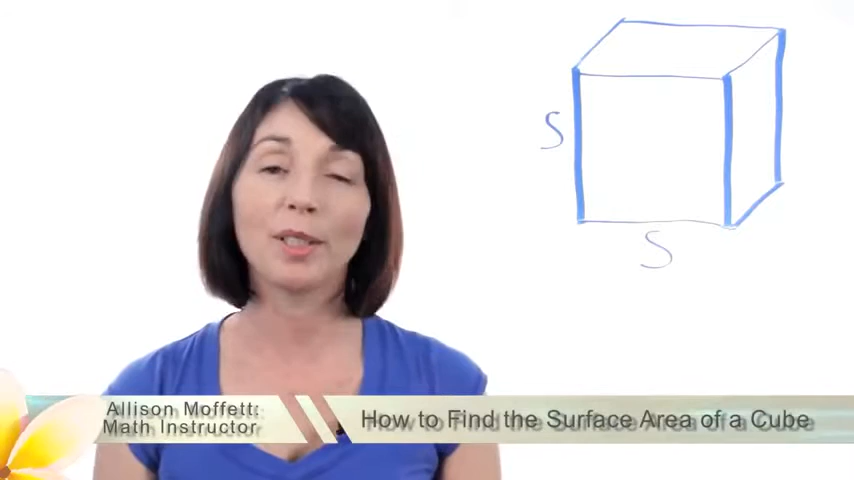 S
S
Allison Moffett:
Math Instructor
How to Find the Surface Area of a Cube